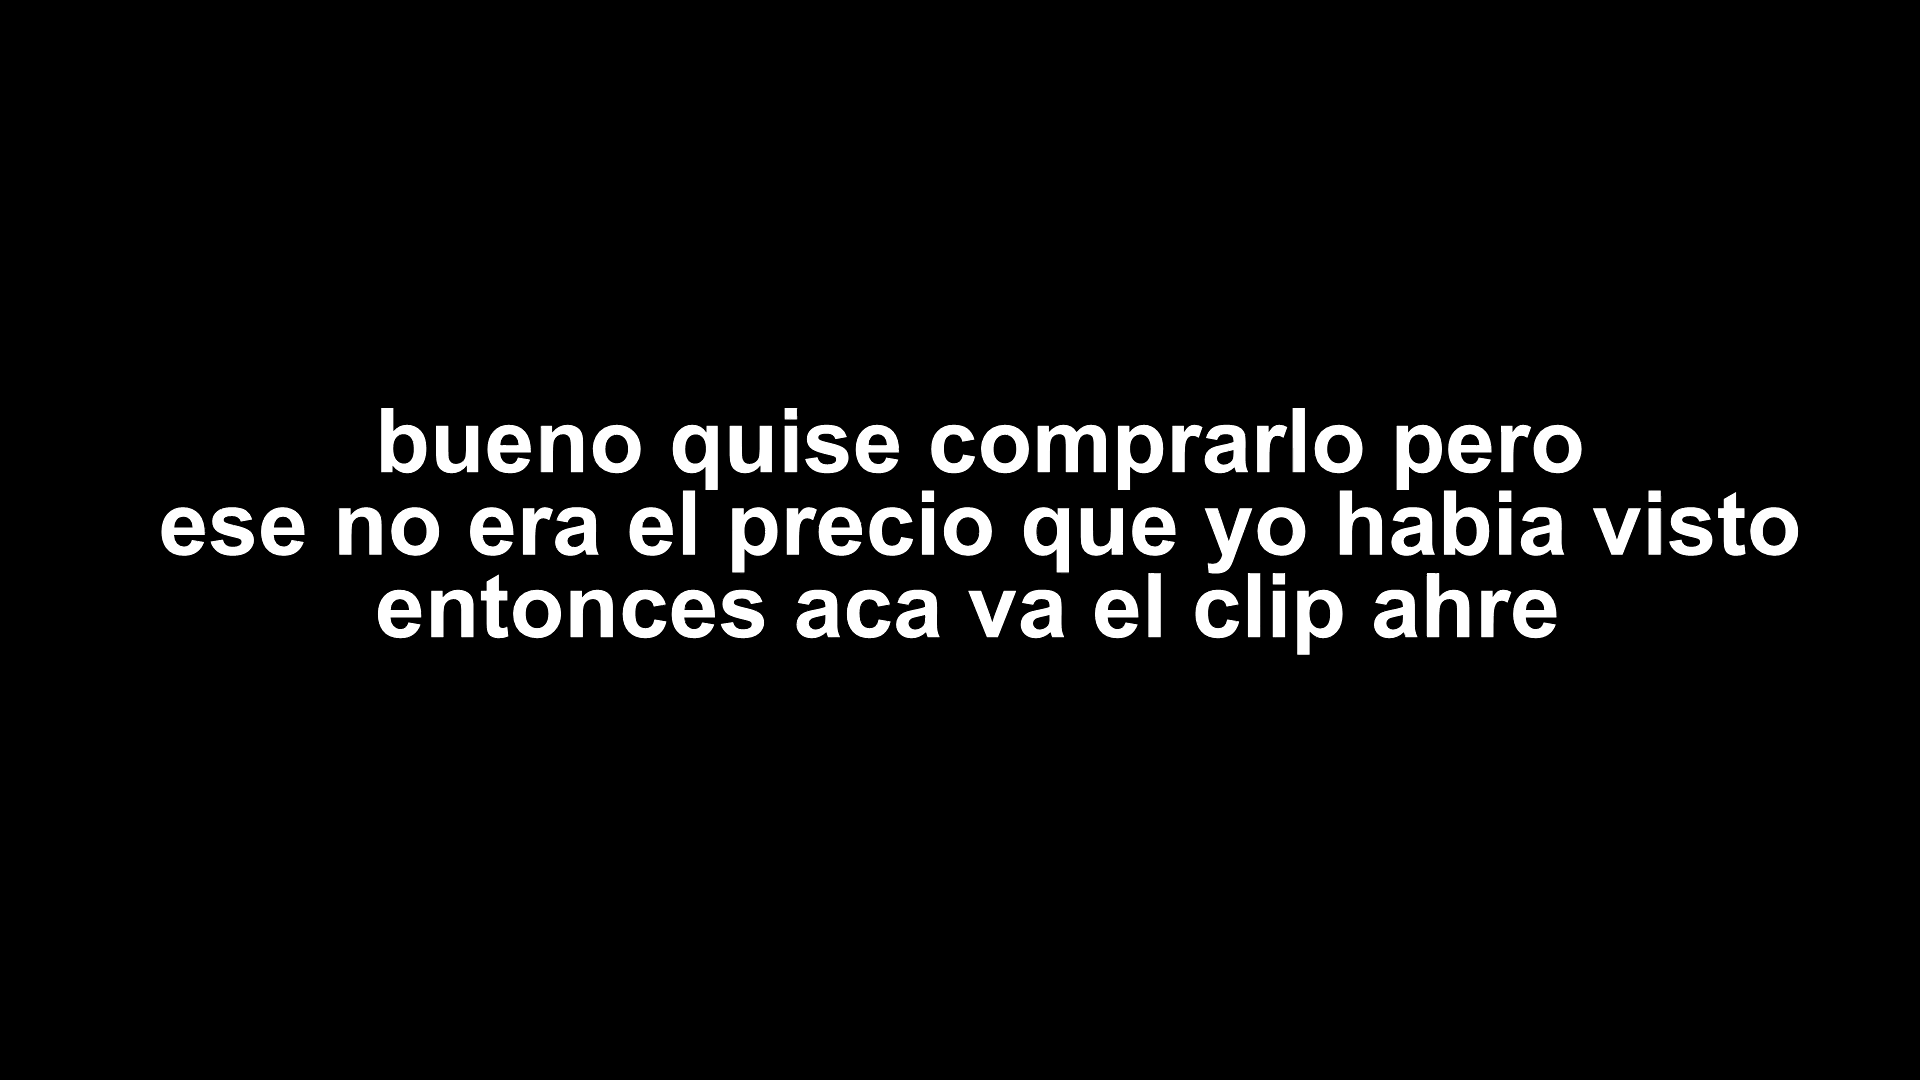 bueno quise comprarlo pero
ese no era el precio que yo habia visto
entonces aca va el clip ahre